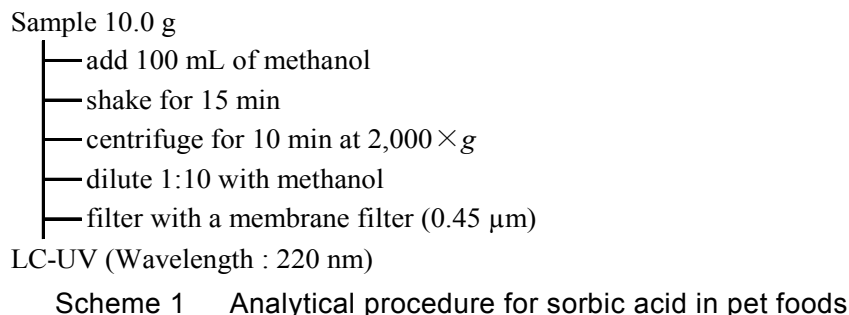 Sample 10.0 g
add 100 mL of methanol
shake for 15 min
centrifuge for 10 min at 2,000×g
dilute 1:10 with methanol
filter with a membrane filter (0.45 µm)
LC-UV (Wavelength : 220 nm)
Scheme 1 Analytical procedure for sorbic acid in pet foods